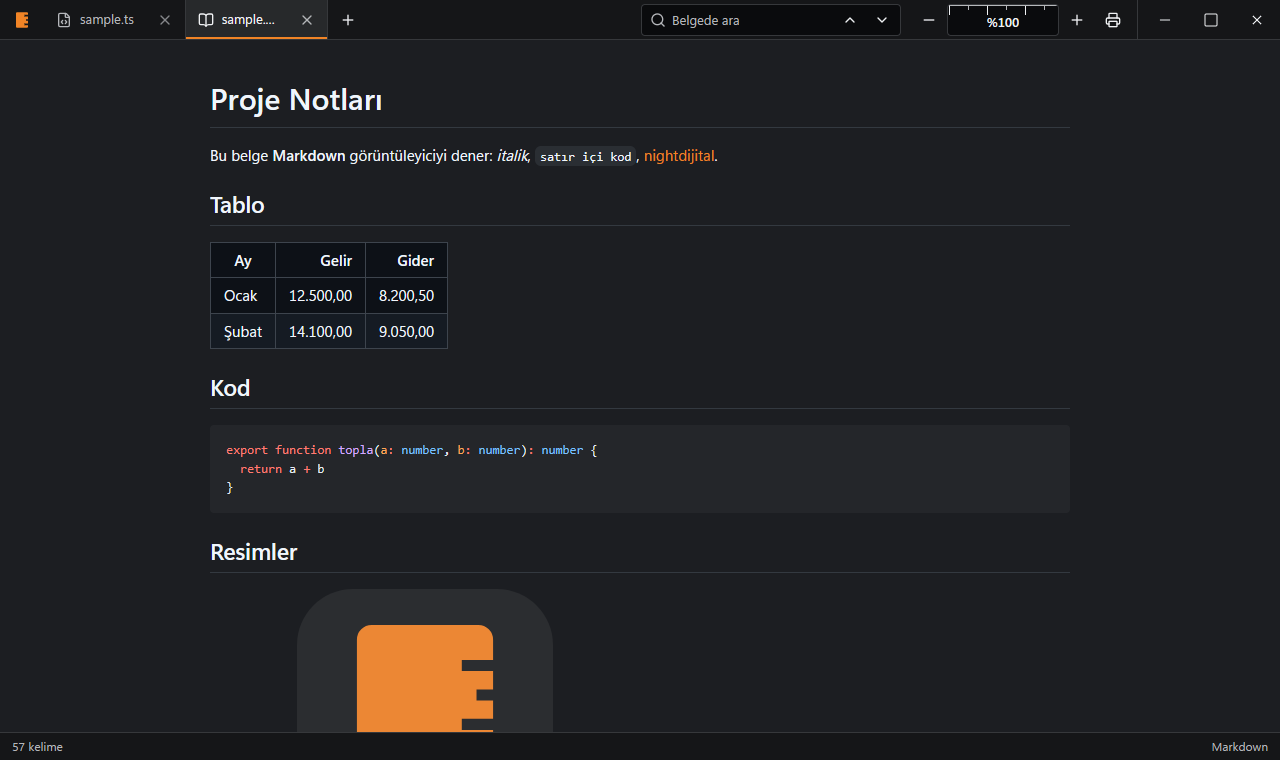 sample.ts
sample....
Belgede ara
%100
Proje Notları
Bu belge Markdown görüntüleyiciyi dener: italik, satır içi kod, nightdijital.
Tablo
Ay Gelir Gider
Ocak 12.500,00 8.200,50
Şubat 14.100,00 9.050,00
Kod
export function topla(a: number, b: number): number {
  return a + b
}
Resimler
57 kelime
Markdown